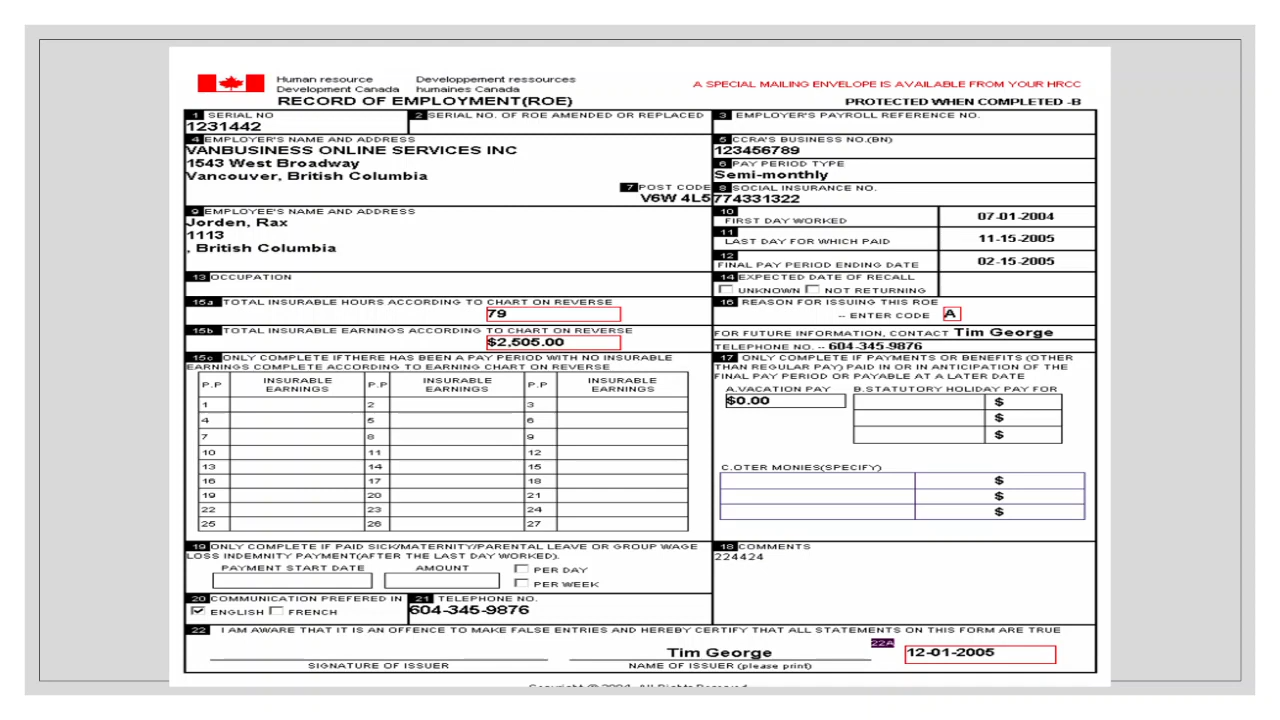 Human resource Developpement ressources
Development Canada humaines Canada
A SPECIAL MAILING ENVELOPE IS AVAILABLE FROM YOUR HRCC
RECORD OF EMPLOYMENT(ROE)
PROTECTED WHEN COMPLETED -B
1 SERIAL NO
1231442
2 SERIAL NO. OF ROE AMENDED OR REPLACED
3 EMPLOYER'S PAYROLL REFERENCE NO.
4 EMPLOYER'S NAME AND ADDRESS
VANBUSINESS ONLINE SERVICES INC
1543 West Broadway
Vancouver, British Columbia
5 CCRA'S BUSINESS NO.(BN)
123456789
6 PAY PERIOD TYPE
Semi-monthly
7 POST CODE
V6W 4L5
8 SOCIAL INSURANCE NO.
774331322
9 EMPLOYEE'S NAME AND ADDRESS
Jorden, Rax
1113
, British Columbia
10
FIRST DAY WORKED 07-01-2004
11
LAST DAY FOR WHICH PAID 11-15-2005
12
FINAL PAY PERIOD ENDING DATE 02-15-2005
13 OCCUPATION
14 EXPECTED DATE OF RECALL
UNKNOWN NOT RETURNING
15a TOTAL INSURABLE HOURS ACCORDING TO CHART ON REVERSE
79
16 REASON FOR ISSUING THIS ROE
-- ENTER CODE A
15b TOTAL INSURABLE EARNINGS ACCORDING TO CHART ON REVERSE
$2,505.00
FOR FUTURE INFORMATION, CONTACT Tim George
TELEPHONE NO. -- 604-345-9876
15c ONLY COMPLETE IF THERE HAS BEEN A PAY PERIOD WITH NO INSURABLE
EARNINGS COMPLETE ACCORDING TO EARNING CHART ON REVERSE
P.P INSURABLE EARNINGS P.P INSURABLE EARNINGS P.P INSURABLE EARNINGS
1 2 3
4 5 6
7 8 9
10 11 12
13 14 15
16 17 18
19 20 21
22 23 24
25 26 27
17 ONLY COMPLETE IF PAYMENTS OR BENEFITS (OTHER
THAN REGULAR PAY) PAID IN OR IN ANTICIPATION OF THE
FINAL PAY PERIOD OR PAYABLE AT A LATER DATE
A.VACATION PAY B.STATUTORY HOLIDAY PAY FOR
$0.00 $
$
$
C.OTER MONIES(SPECIFY)
$
$
$
19 ONLY COMPLETE IF PAID SICK/MATERNITY/PARENTAL LEAVE OR GROUP WAGE
LOSS INDEMNITY PAYMENT(AFTER THE LAST DAY WORKED).
PAYMENT START DATE AMOUNT PER DAY
PER WEEK
18 COMMENTS
224424
20 COMMUNICATION PREFERED IN
ENGLISH FRENCH
21 TELEPHONE NO.
604-345-9876
22 I AM AWARE THAT IT IS AN OFFENCE TO MAKE FALSE ENTRIES AND HEREBY CERTIFY THAT ALL STATEMENTS ON THIS FORM ARE TRUE
Tim George
22A
12-01-2005
SIGNATURE OF ISSUER NAME OF ISSUER (please print)